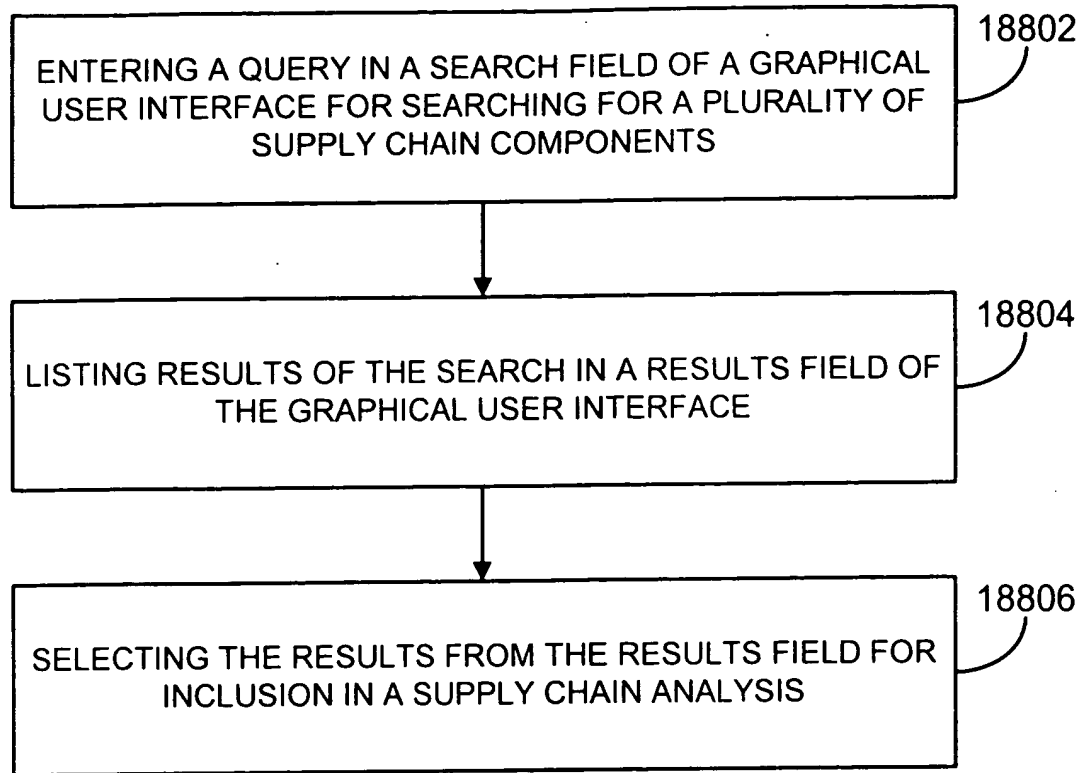 18802
ENTERING A QUERY IN A SEARCH FIELD OF A GRAPHICAL
USER INTERFACE FOR SEARCHING FOR A PLURALITY OF
SUPPLY CHAIN COMPONENTS
18804
LISTING RESULTS OF THE SEARCH IN A RESULTS FIELD OF
THE GRAPHICAL USER INTERFACE
18806
SELECTING THE RESULTS FROM THE RESULTS FIELD FOR
INCLUSION IN A SUPPLY CHAIN ANALYSIS